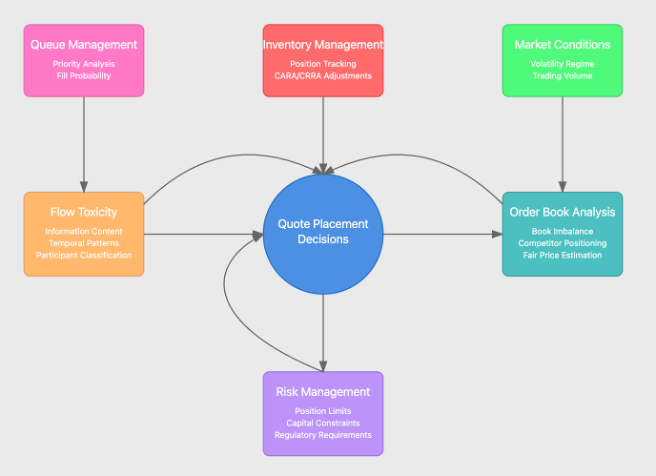 Queue Management
Priority Analysis
Fill Probability
Inventory Management
Position Tracking
CARA/CRRA Adjustments
Market Conditions
Volatility Regime
Trading Volume
Flow Toxicity
Information Content
Temporal Patterns
Participant Classification
Quote Placement
Decisions
Order Book Analysis
Book Imbalance
Competitor Positioning
Fair Price Estimation
Risk Management
Position Limits
Capital Constraints
Regulatory Requirements